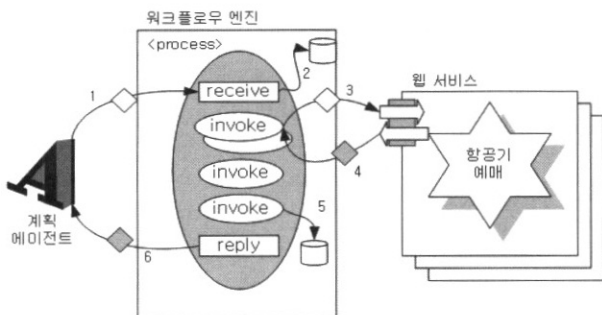 워크플로우 엔진
<process>
receive
invoke
invoke
invoke
reply
1
2
3
4
5
6
계획
에이전트
웹 서비스
항공기
예매